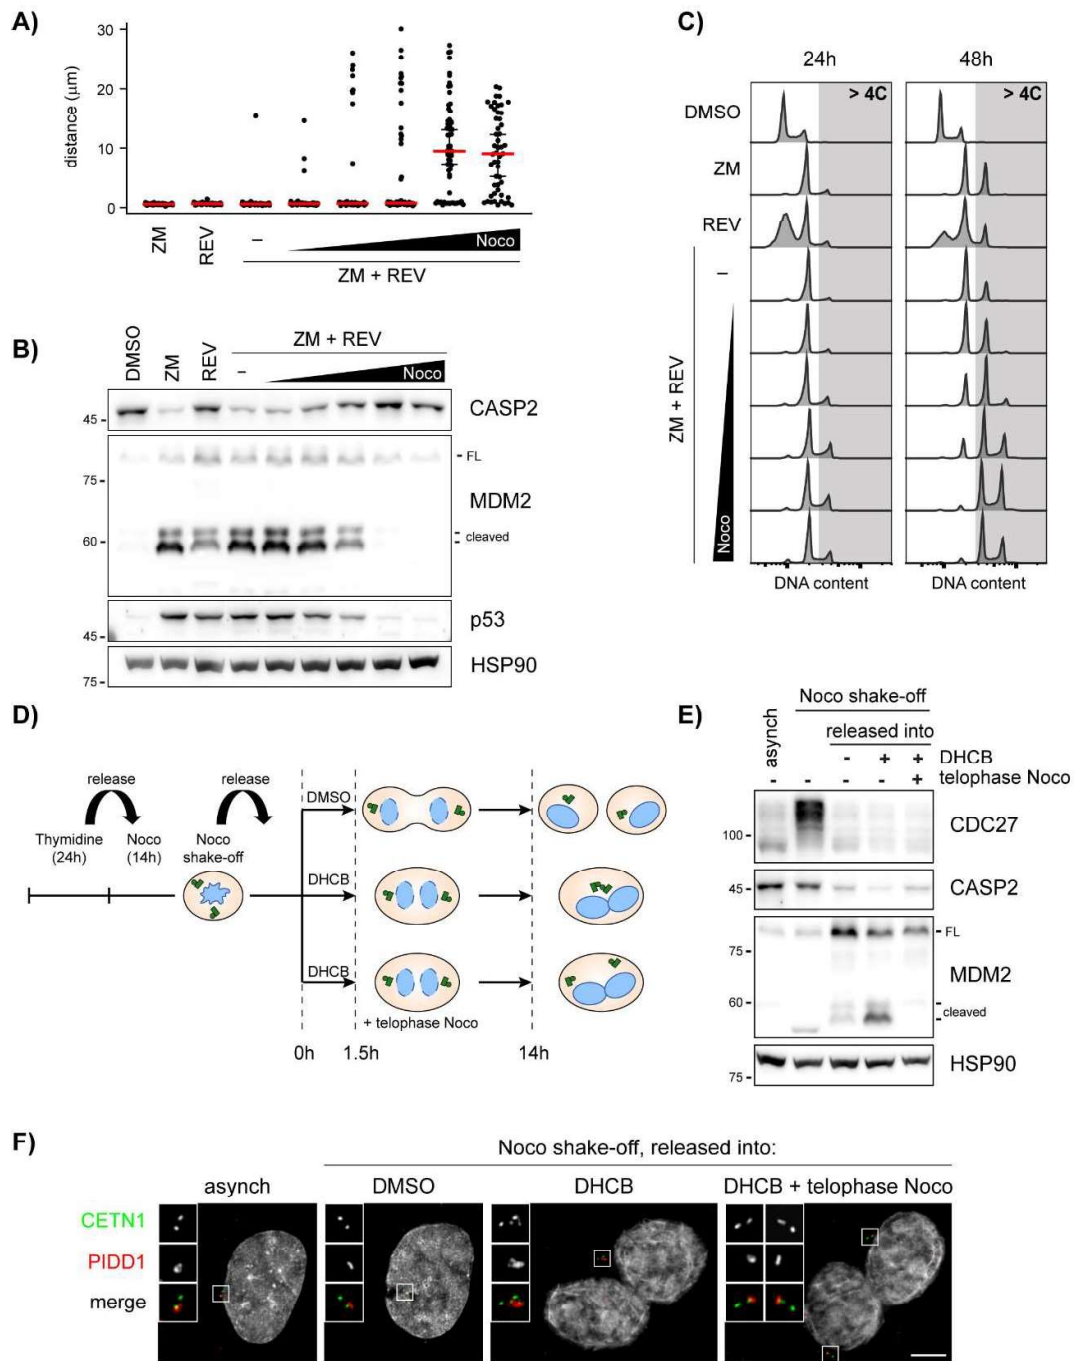 A)
30
20
10
0
distance (μm)
ZM
REV
–
Noco
ZM + REV
B)
DMSO
ZM
REV
–
ZM + REV
Noco
45
CASP2
FL
75
MDM2
cleaved
60
p53
45
HSP90
75
C)
24h
48h
> 4C
> 4C
DMSO
ZM
REV
–
ZM + REV
Noco
DNA content
DNA content
D)
release
release
Thymidine
(24h)
Noco
(14h)
Noco
shake-off
DMSO
DHCB
DHCB
+ telophase Noco
0h
1.5h
14h
E)
Noco shake-off
asynch
released into
- + + DHCB
- - - - + telophase Noco
CDC27
100
CASP2
45
FL
75
MDM2
60
cleaved
HSP90
75
F)
Noco shake-off, released into:
asynch
DMSO
DHCB
DHCB + telophase Noco
CETN1
PIDD1
merge